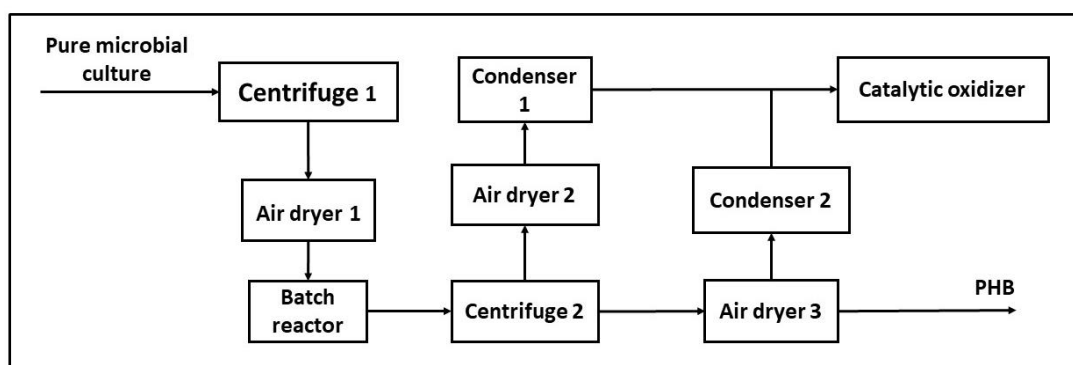 Pure microbial
culture
Centrifuge 1
Condenser
1
Catalytic oxidizer
Air dryer 1
Air dryer 2
Condenser 2
Batch
reactor
Centrifuge 2
Air dryer 3
PHB